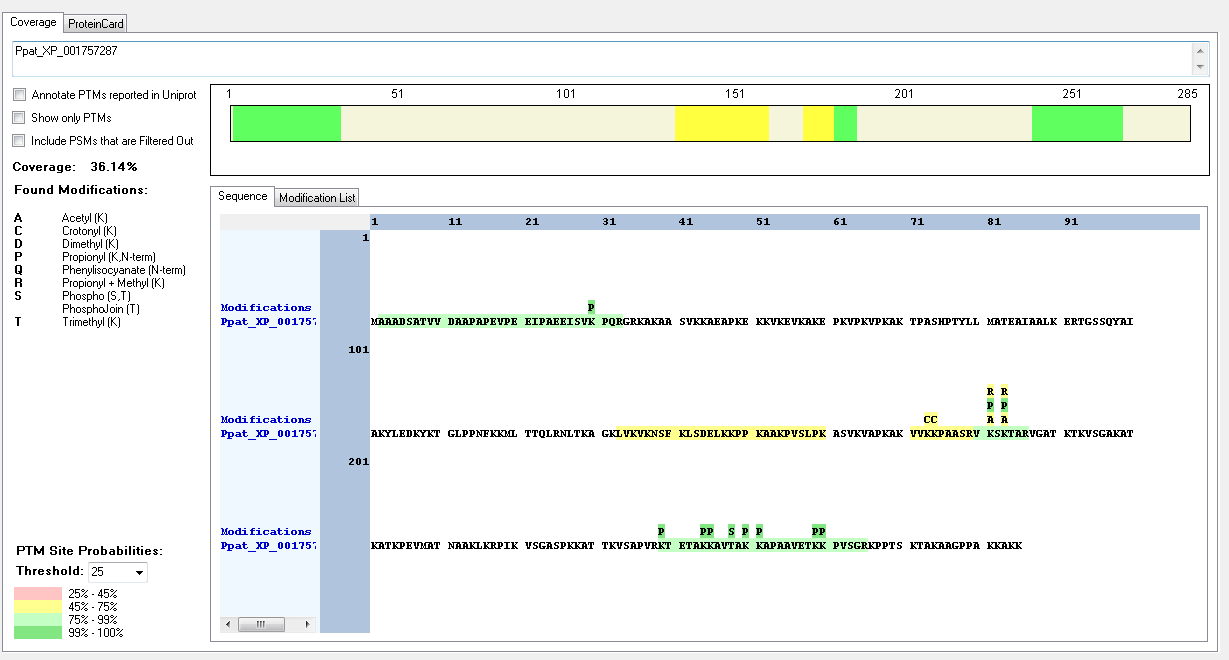 Coverage ProteinCard
Ppat_XP_001757287
Annotate PTMs reported in Uniprot
Show only PTMs
Include PSMs that are Filtered Out
Coverage: 36.14%
Found Modifications:
A Acetyl (K)
C Crotonyl (K)
D Dimethyl (K)
P Propionyl (K,N-term)
Q Phenylisocyanate (N-term)
R Propionyl + Methyl (K)
S Phospho (S,T)
PhosphoJoin (T)
T Trimethyl (K)
PTM Site Probabilities:
Threshold: 25
25% - 45%
45% - 75%
75% - 99%
99% - 100%
1 51 101 151 201 251 285
Sequence Modification List
1 11 21 31 41 51 61 71 81 91
1
P
Modifications
Ppat_XP_001757 MAAADSATVV DAAPAPEVPE EIPAEEISVK PQRGRKAKAA SVKKAEAPKE KKVKEVKAKE PKVPKVPKAK TPASHPTYLL MATEAIAALK ERTGSSQYAI
101
R R
P P
Modifications CC A A
Ppat_XP_001757 AKYLEDKYKT GLPPNFKKML TTQLRNLTKA GKLVKVKNSF KLSDELKKPP KAAKPVSLPK ASVKVAPKAK VVKKPAASRV KSKTARVGAT KTKVSGAKAT
201
Modifications P PP S P P PP
Ppat_XP_001757 KATKPEVMAT NAAKLKRPIK VSGASPKKAT TKVSAPVRKT ETAKKAVTAK KAPAAVETKK PVSGRKPPTS KTAKAAGPPA KKAKK